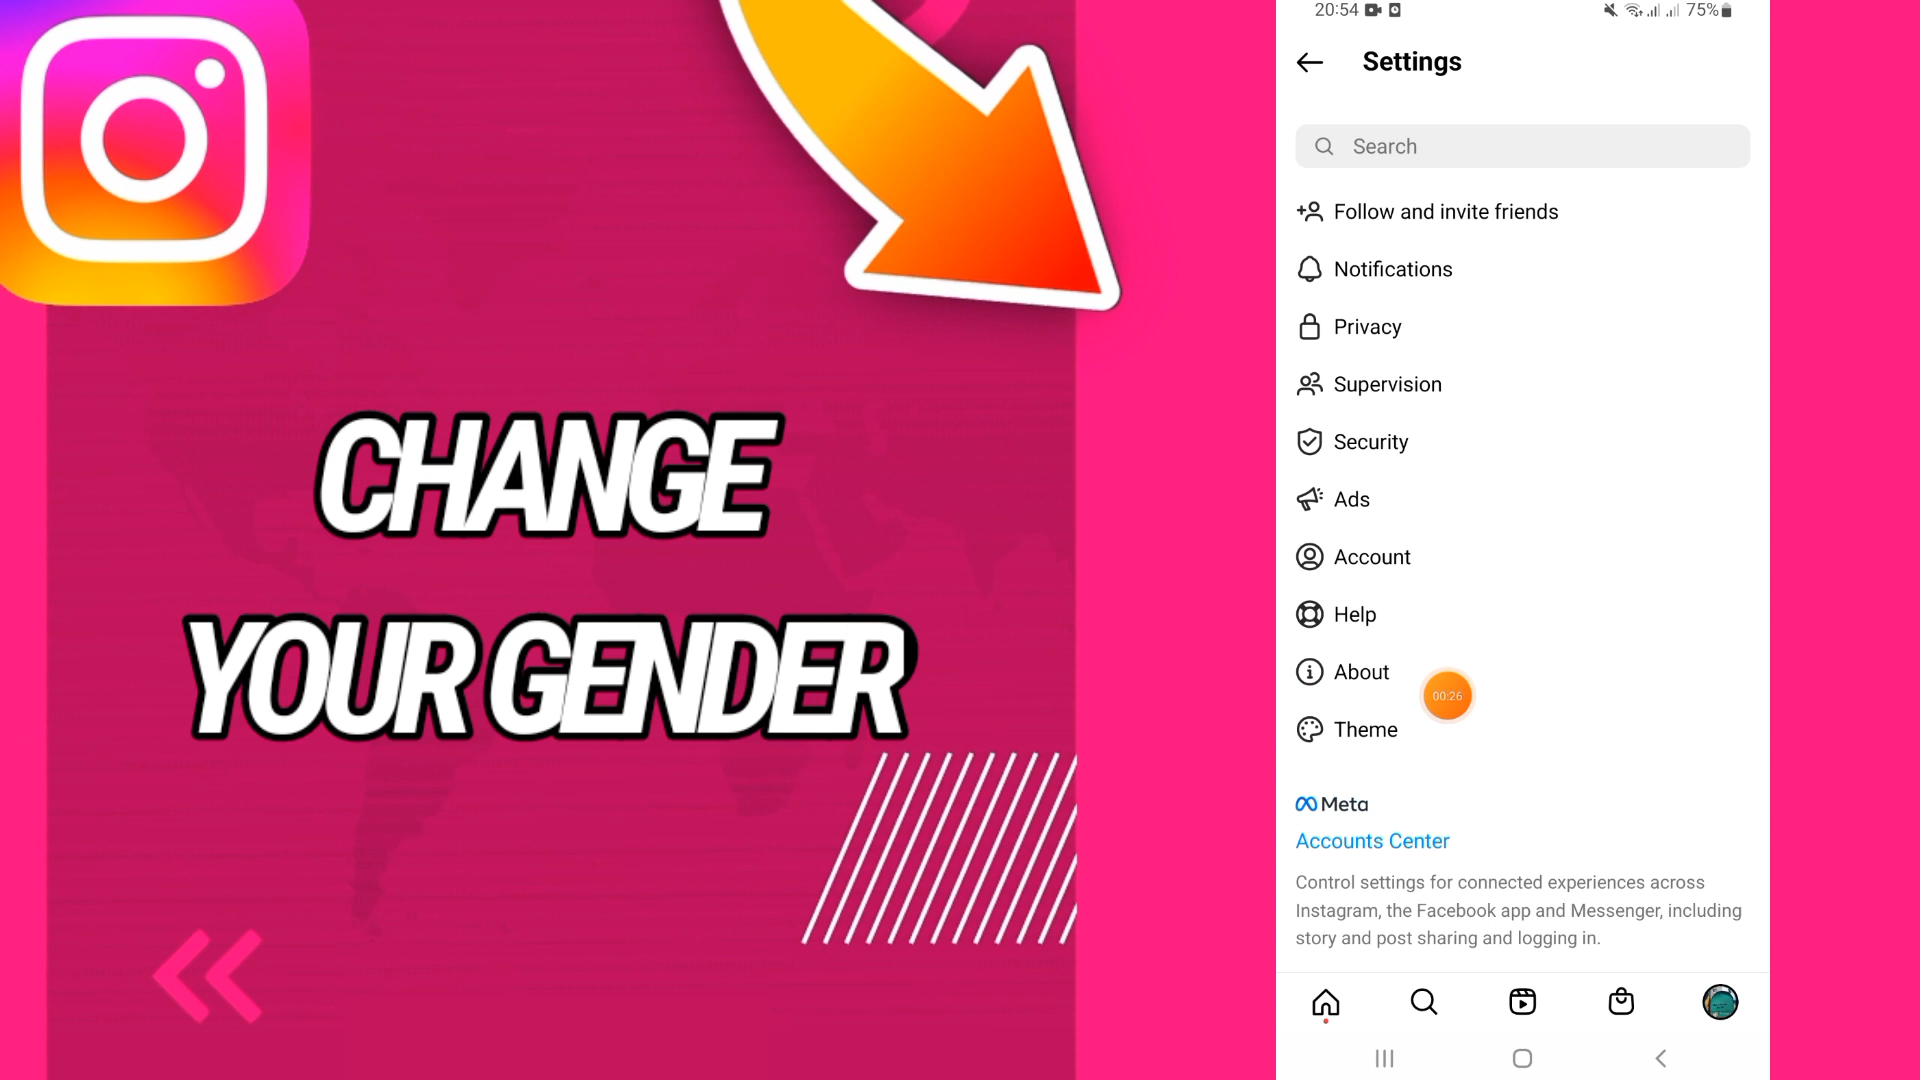 CHANGE
YOUR GENDER
20:54
75%
Settings
Search
Follow and invite friends
Notifications
Privacy
Supervision
Security
Ads
Account
Help
About
00:26
Theme
Meta
Accounts Center
Control settings for connected experiences across
Instagram, the Facebook app and Messenger, including
story and post sharing and logging in.